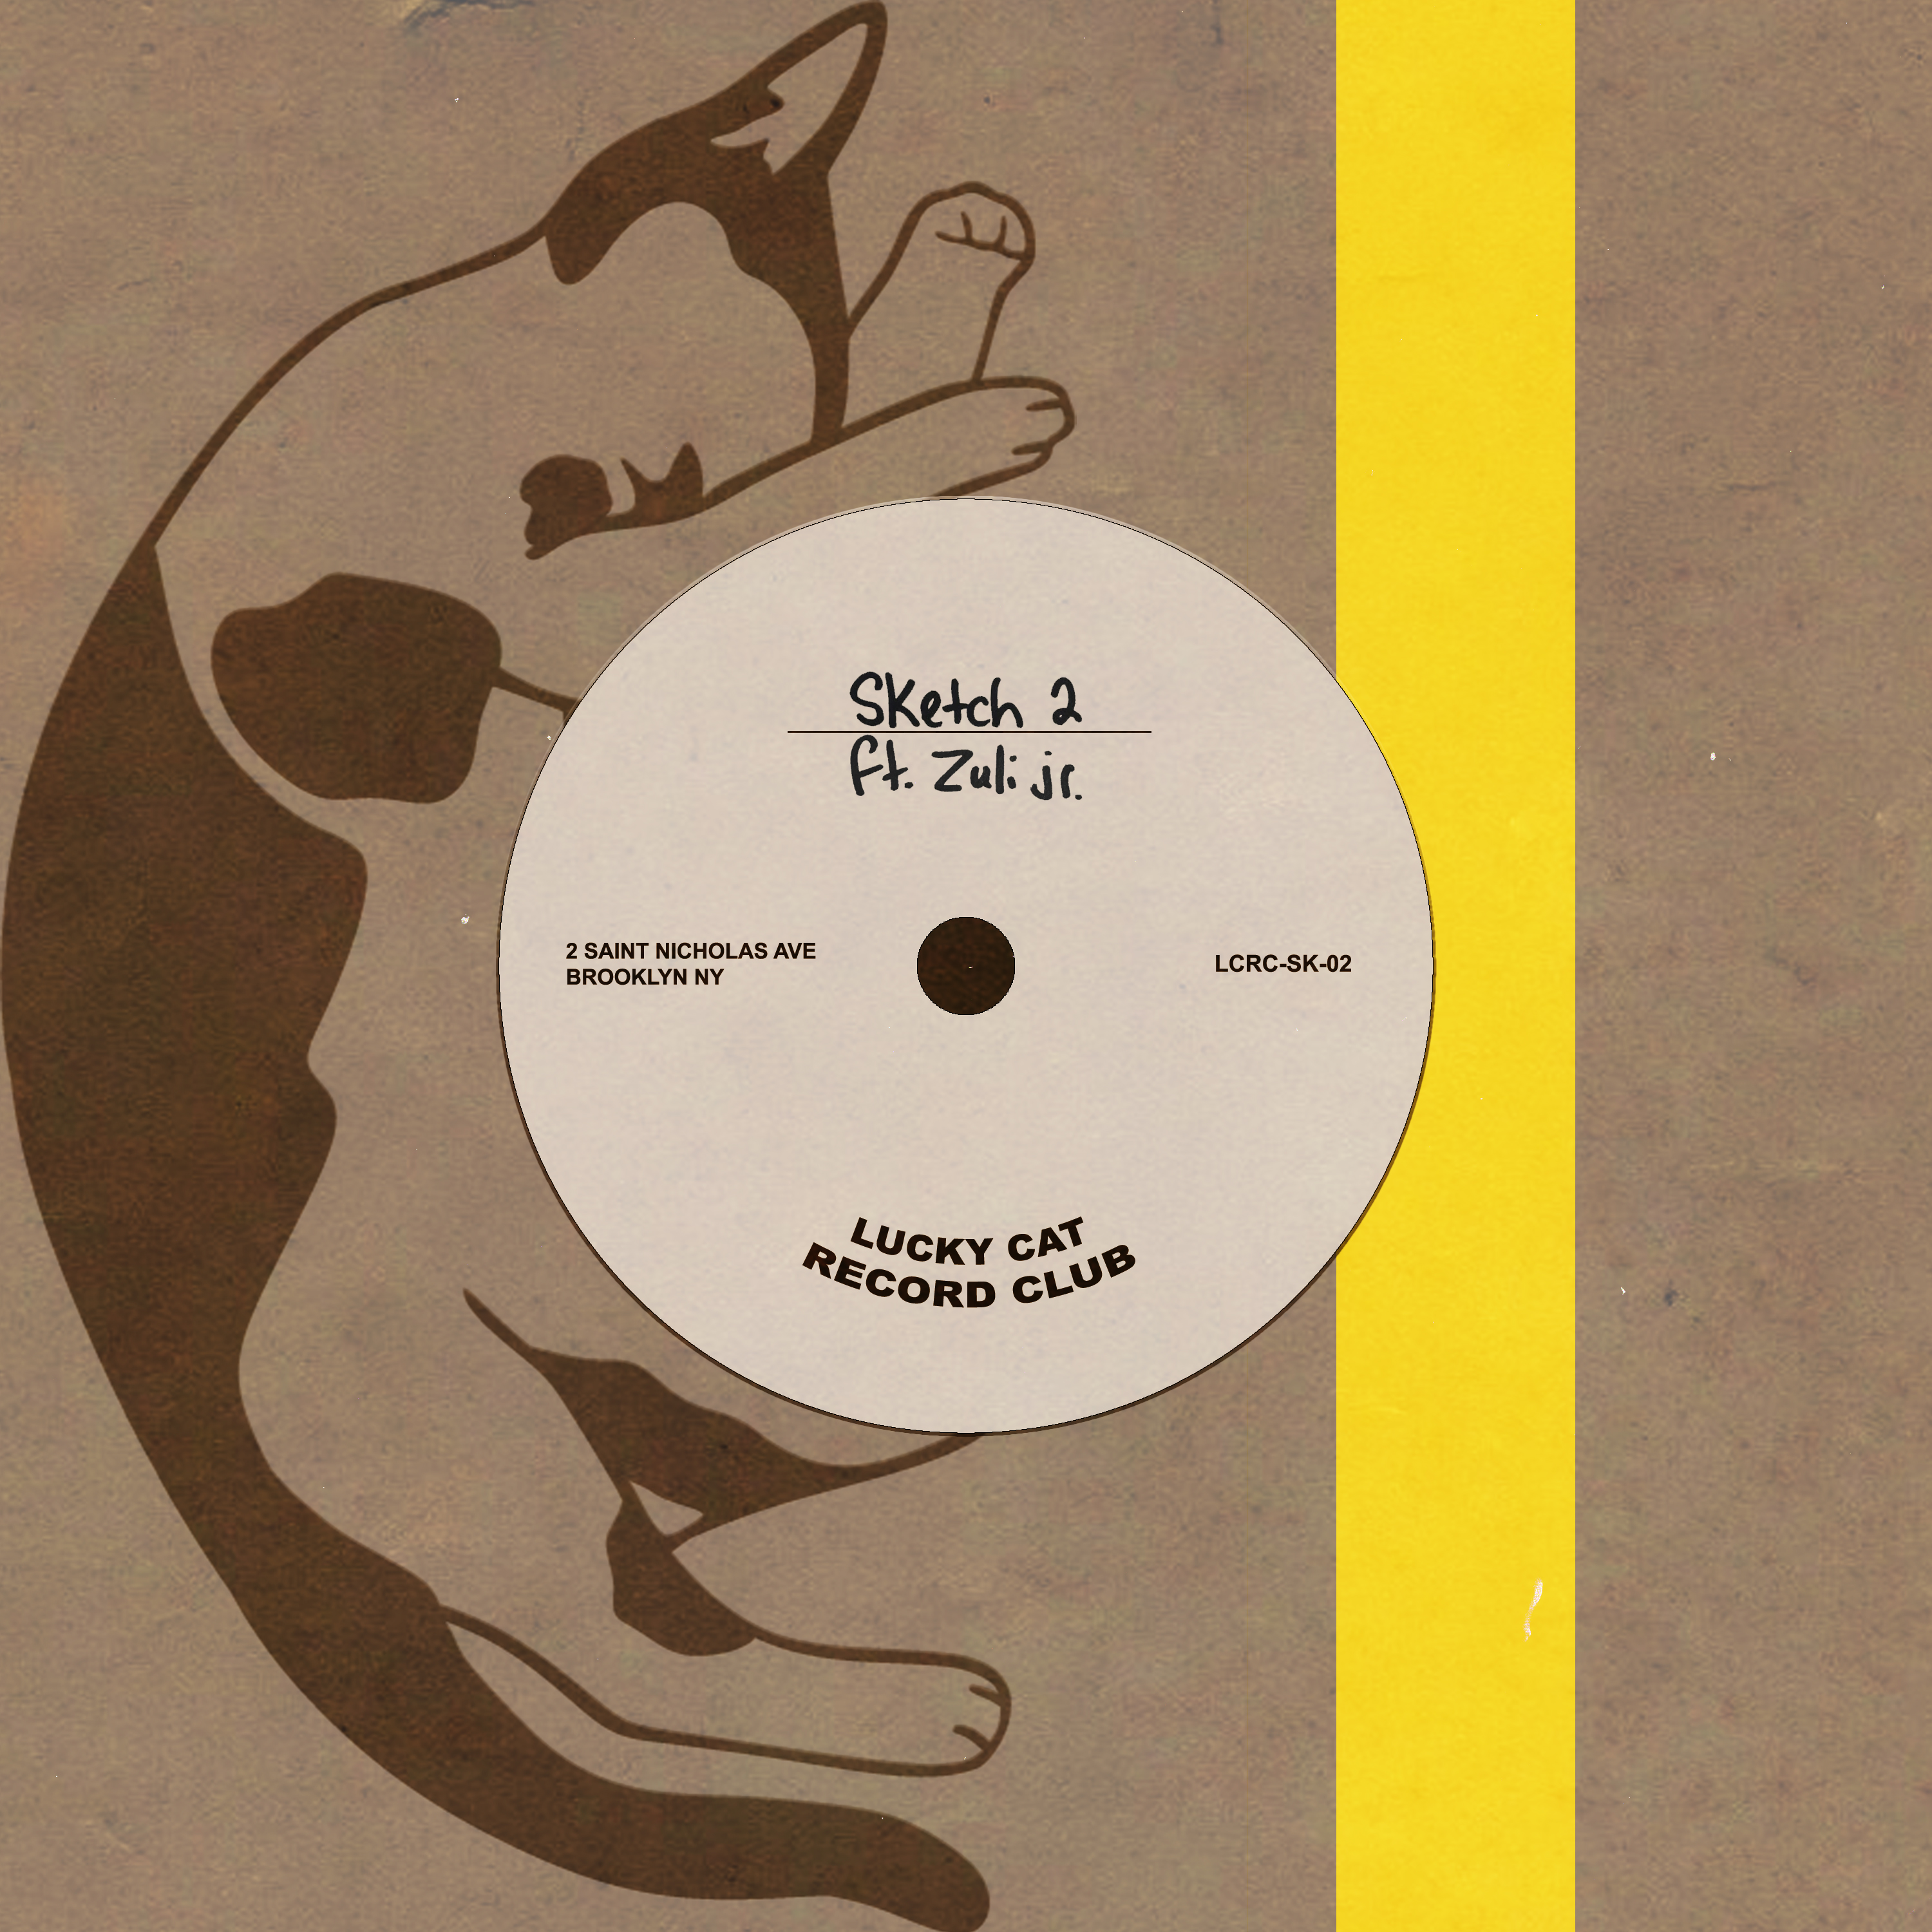 Sketch 2
ft. Zuli jr.
2 SAINT NICHOLAS AVE
BROOKLYN NY
LCRC-SK-02
LUCKY CAT
RECORD CLUB